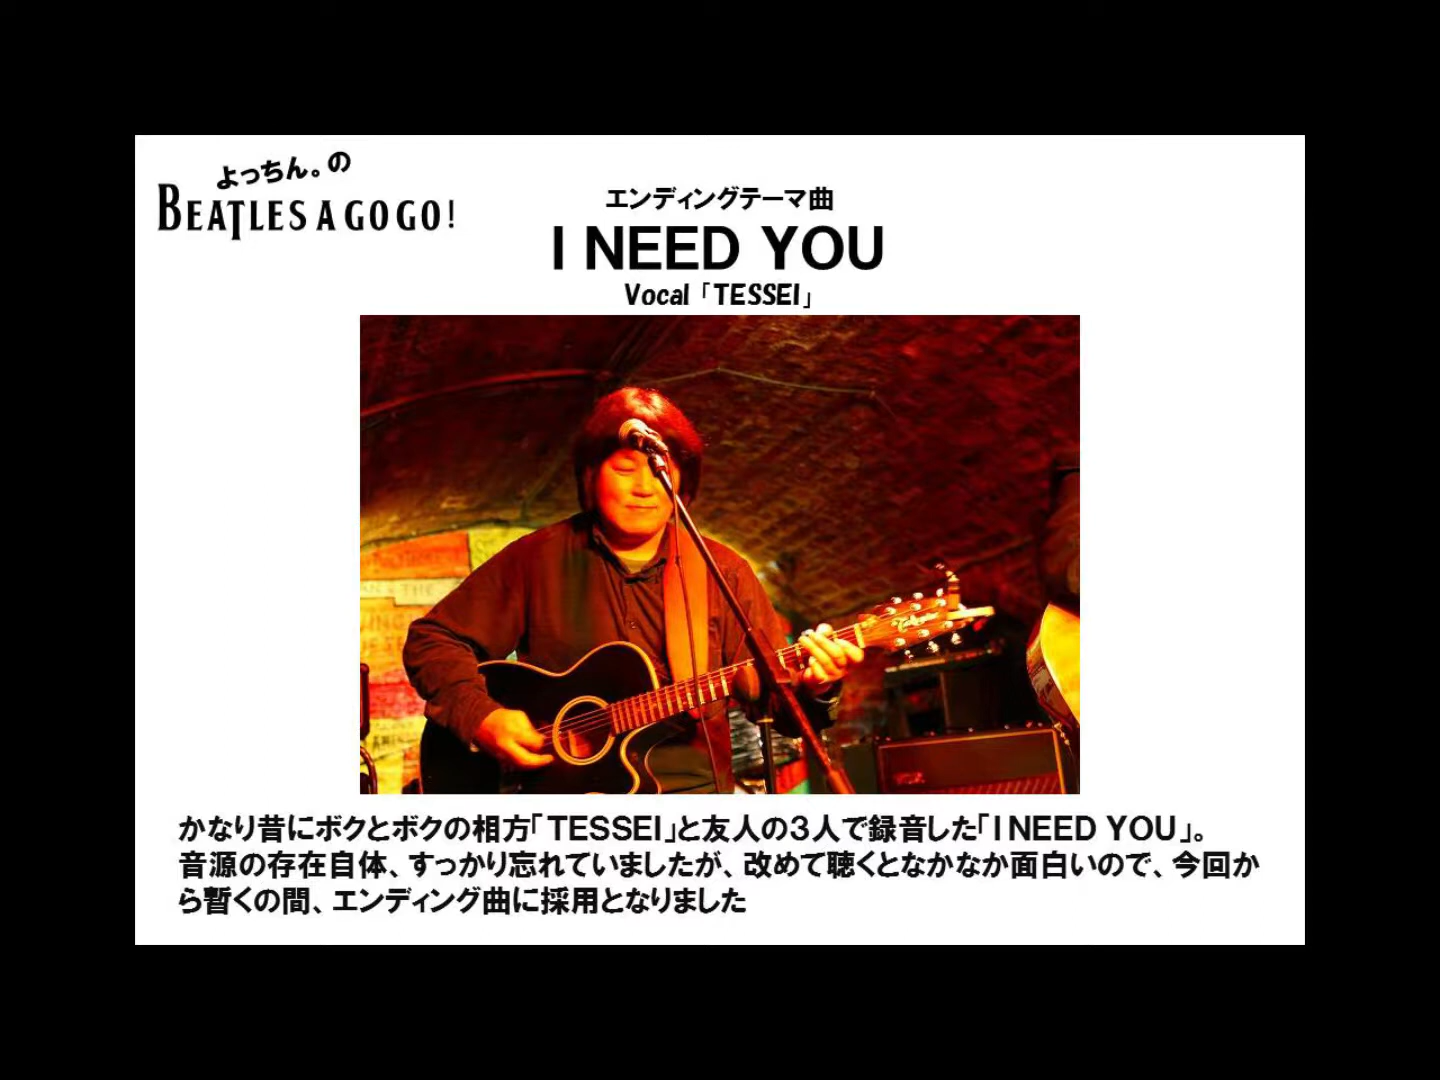 よっちん。の
BEATLES A GO GO!
エンディングテーマ曲
I NEED YOU
Vocal「TESSEI」
かなり昔にボクとボクの相方「TESSEI」と友人の３人で録音した「I NEED YOU」。
音源の存在自体、すっかり忘れていましたが、改めて聴くとなかなか面白いので、今回か
ら暫くの間、エンディング曲に採用となりました